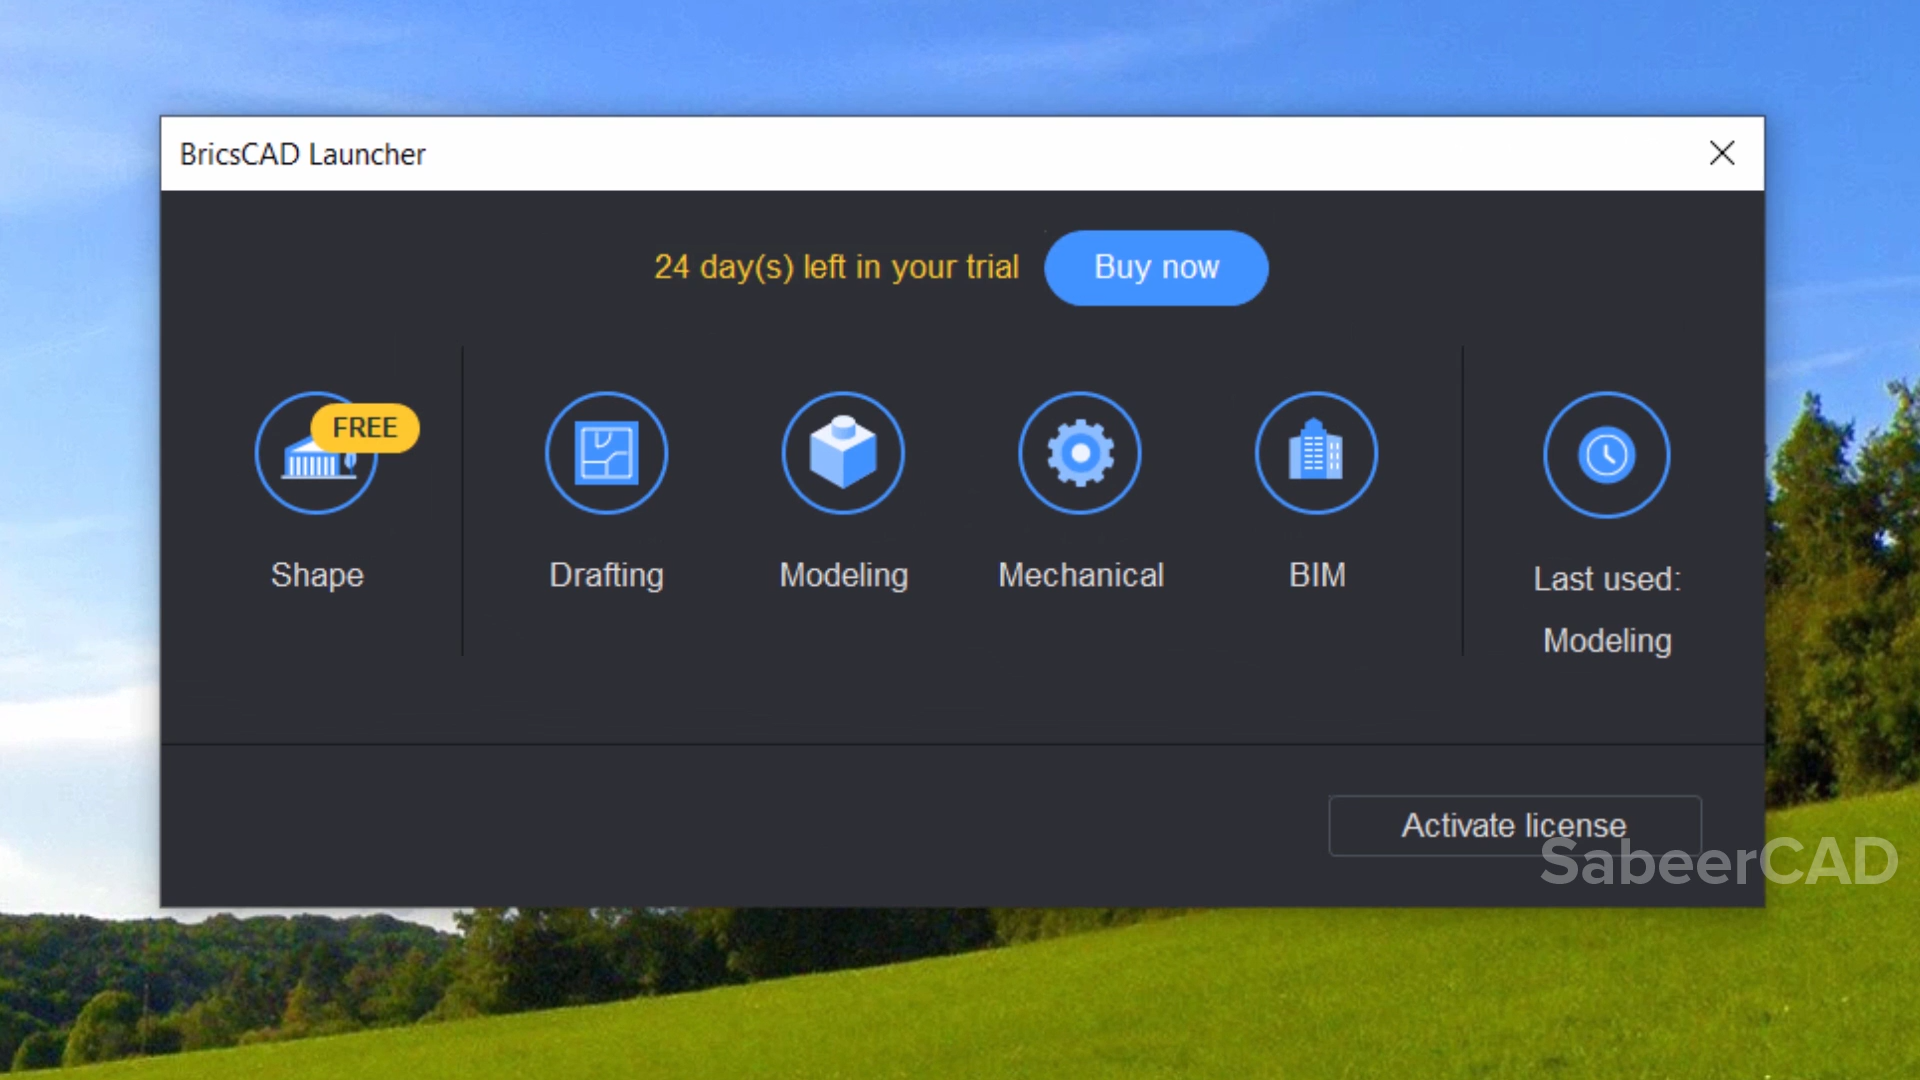 BricsCAD Launcher
24 day(s) left in your trial
Buy now
FREE
Shape
Drafting
Modeling
Mechanical
BIM
Last used:
Modeling
Activate license
SabeerCAD